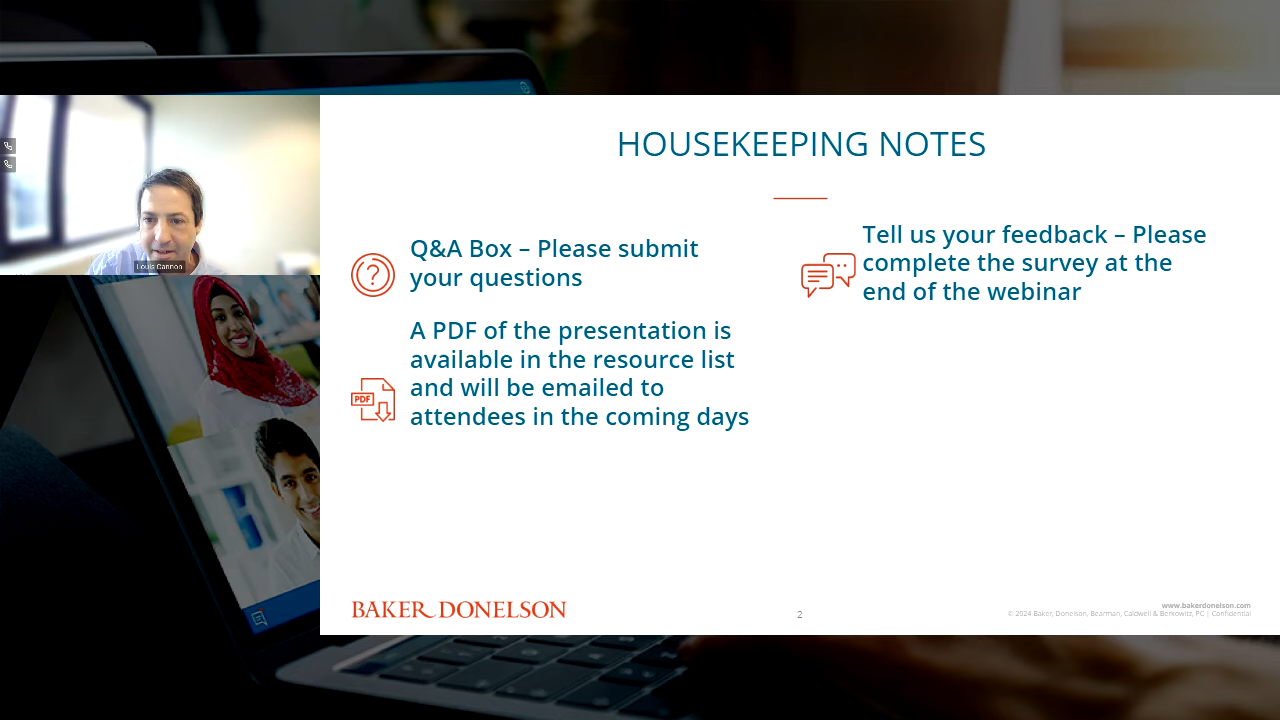 HOUSEKEEPING NOTES
Q&A Box – Please submit
your questions
A PDF of the presentation is
available in the resource list
and will be emailed to
attendees in the coming days
PDF
Tell us your feedback – Please
complete the survey at the
end of the webinar
Louis Cannon
BAKER DONELSON
2
www.bakerdonelson.com
© 2024 Baker, Donelson, Bearman, Caldwell & Berkowitz, PC | Confidential